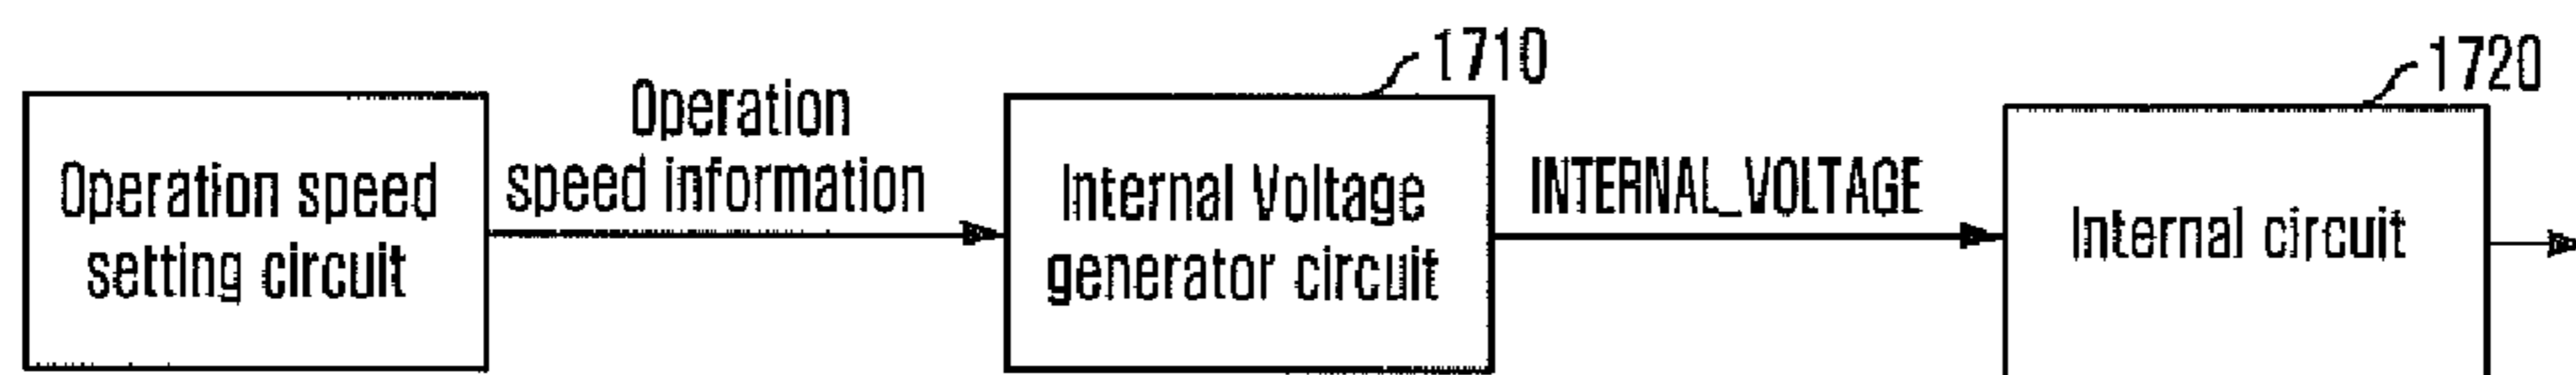 Operation speed
setting circuit
Operation
speed information
1710
Internal Voltage
generator circuit
INTERNAL_VOLTAGE
1720
Internal circuit